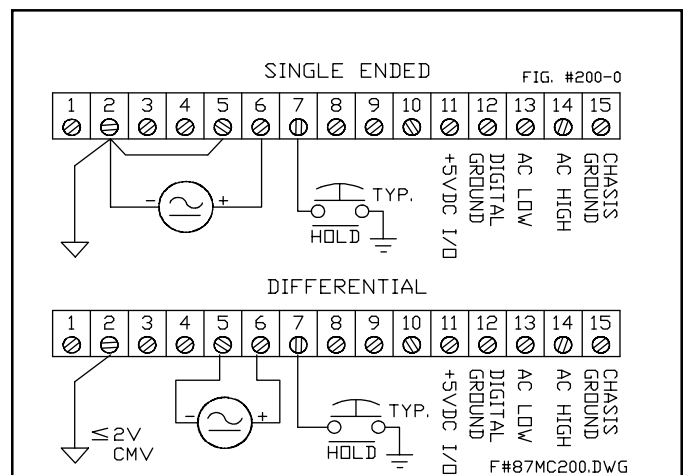 SINGLE ENDED
FIG. #200-0
1 2 3 4 5 6 7 8 9 10 11 12 13 14 15
- +
TYP.
HOLD
+5VDC I/O
DIGITAL GROUND
AC LOW
AC HIGH
CHASIS GROUND
DIFFERENTIAL
1 2 3 4 5 6 7 8 9 10 11 12 13 14 15
- +
≤2V
CMV
TYP.
HOLD
+5VDC I/O
DIGITAL GROUND
AC LOW
AC HIGH
CHASIS GROUND
F#87MC200.DWG